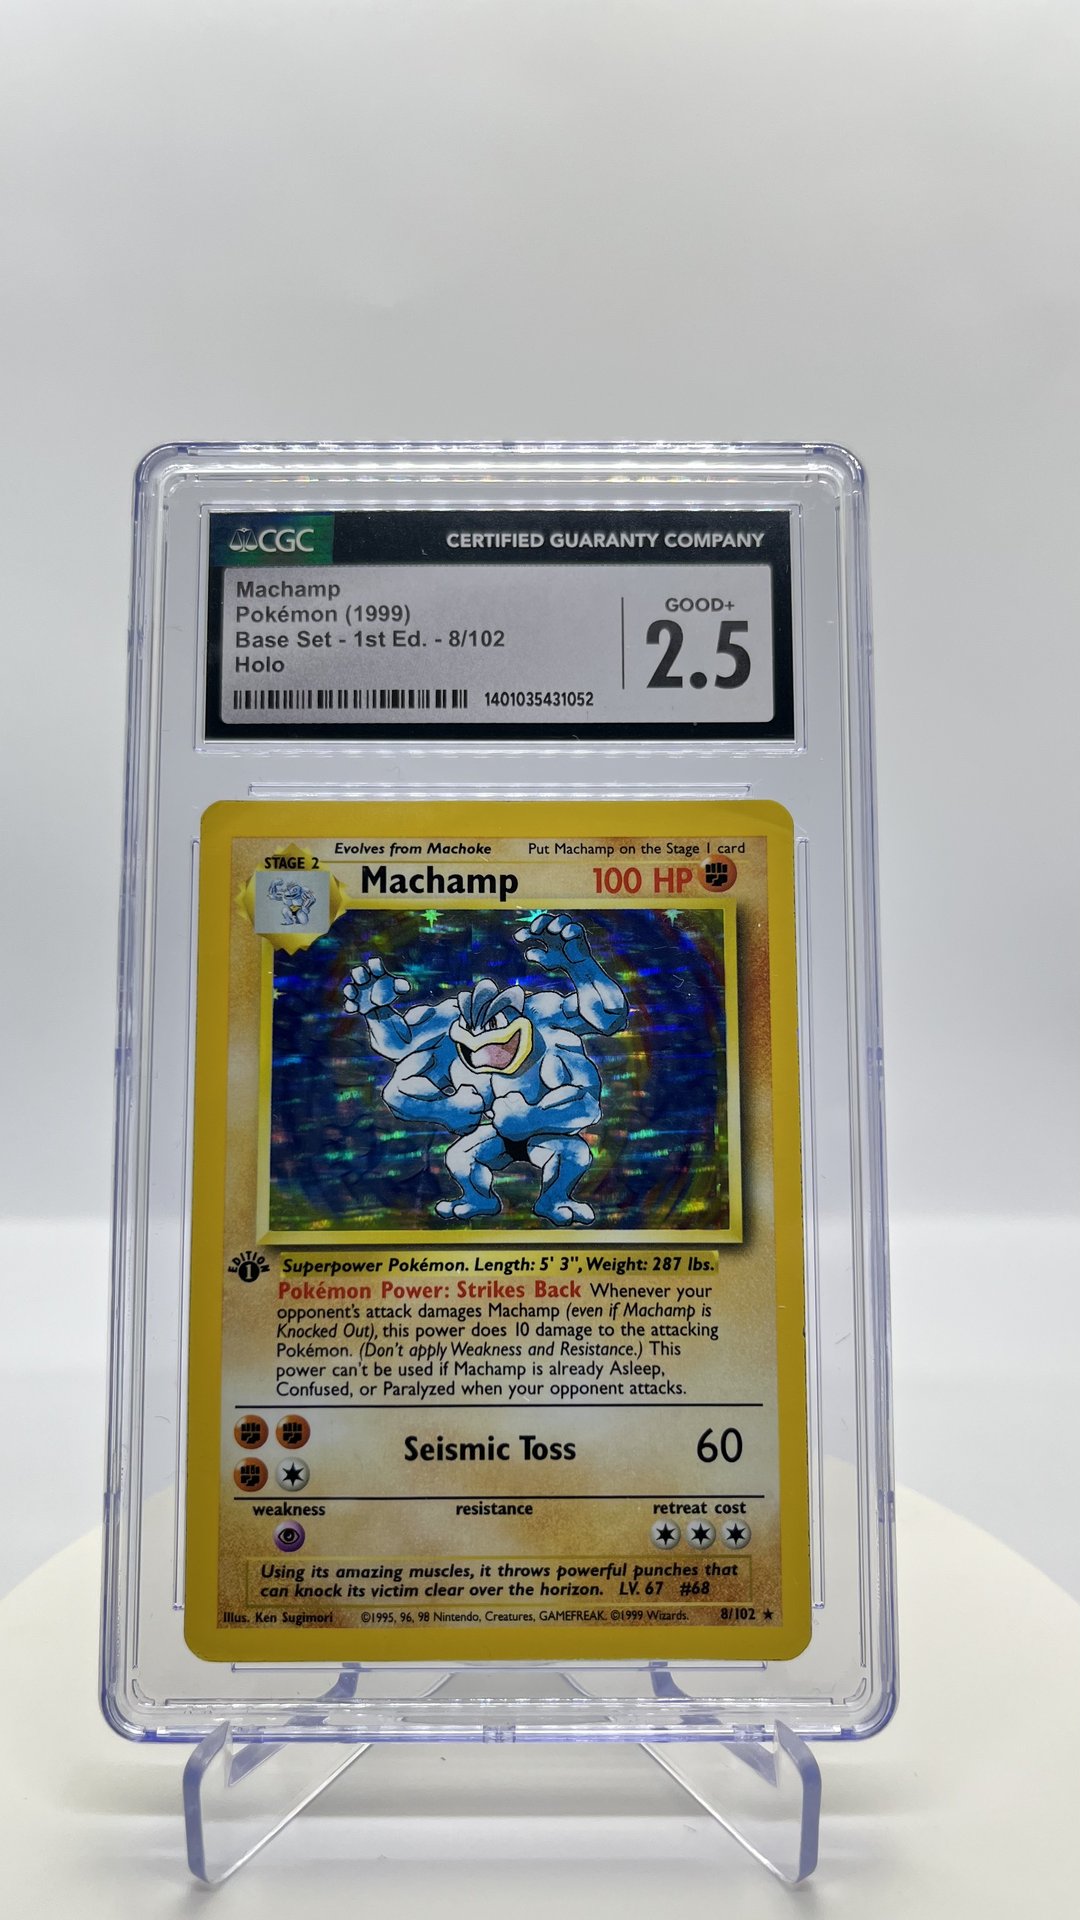 CGC
CERTIFIED GUARANTY COMPANY
Machamp
Pokémon (1999)
Base Set - 1st Ed. - 8/102
Holo
1401035431052
GOOD+
2.5
Evolves from Machoke
Put Machamp on the Stage 1 card
STAGE 2
Machamp
100 HP
EDITION
1
Superpower Pokémon. Length: 5' 3", Weight: 287 lbs.
Pokémon Power: Strikes Back Whenever your
opponent's attack damages Machamp (even if Machamp is
Knocked Out), this power does 10 damage to the attacking
Pokémon. (Don't apply Weakness and Resistance.) This
power can't be used if Machamp is already Asleep,
Confused, or Paralyzed when your opponent attacks.
Seismic Toss
60
weakness
resistance
retreat cost
Using its amazing muscles, it throws powerful punches that
can knock its victim clear over the horizon. LV. 67 #68
Illus. Ken Sugimori ©1995, 96, 98 Nintendo, Creatures, GAMEFREAK. ©1999 Wizards. 8/102 ★